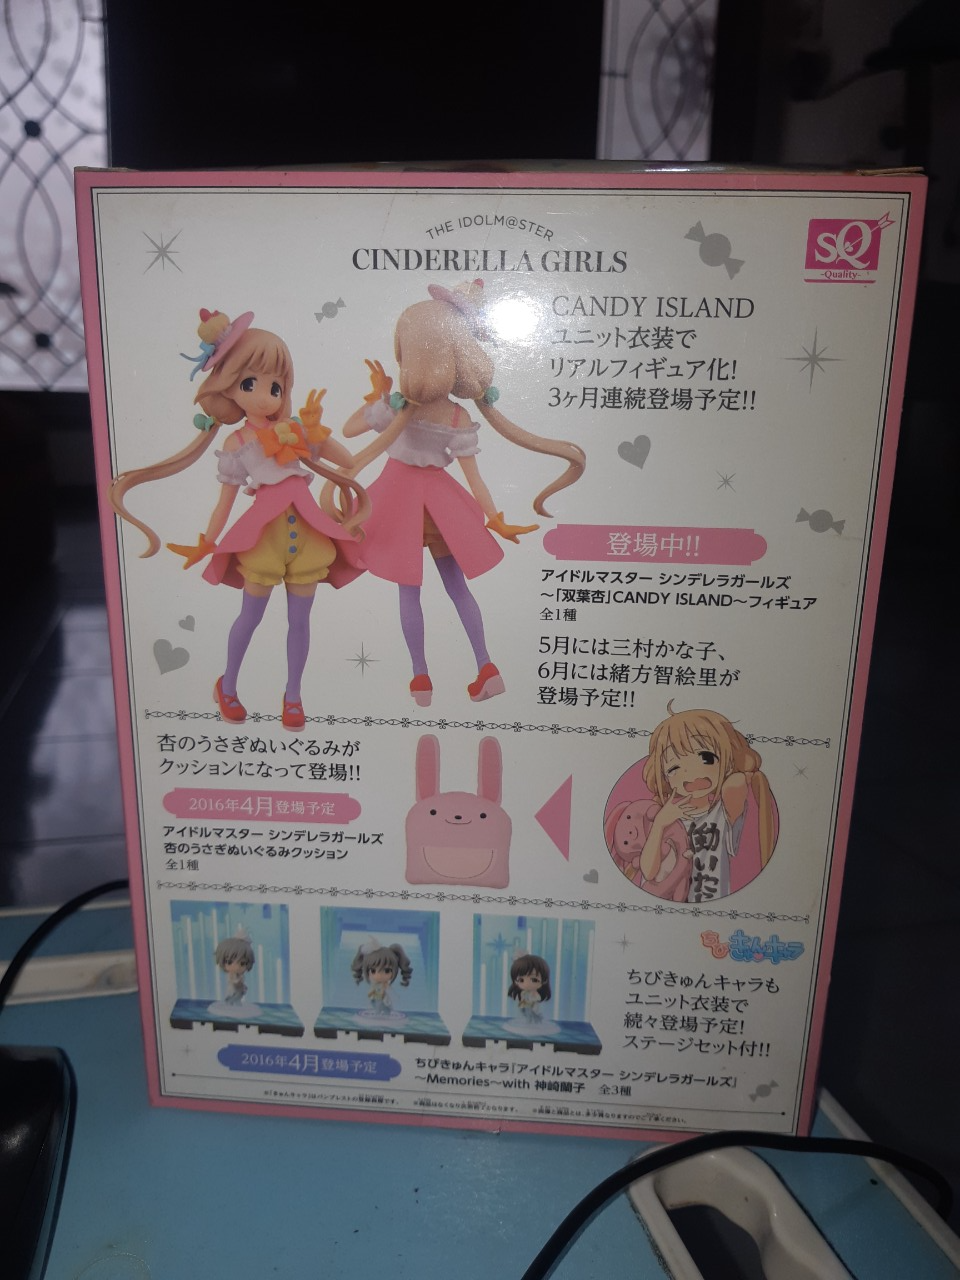 THE IDOLM@STER
CINDERELLA GIRLS
SQ
-Quality-
CANDY ISLAND
ユニット衣装で
リアルフィギュア化!
3ヶ月連続登場予定!!
登場中!!
アイドルマスター シンデレラガールズ
～「双葉杏」CANDY ISLAND～フィギュア
全1種
5月には三村かな子、
6月には緒方智絵里が
登場予定!!
杏のうさぎぬいぐるみが
クッションになって登場!!
2016年4月登場予定
アイドルマスター シンデレラガールズ
杏のうさぎぬいぐるみクッション
全1種
働いた
ちびきゅんキャラ
ちびきゅんキャラも
ユニット衣装で
続々登場予定!
ステージセット付!!
2016年4月登場予定
ちびきゅんキャラ「アイドルマスター シンデレラガールズ」
～Memories～with 神崎蘭子 全3種